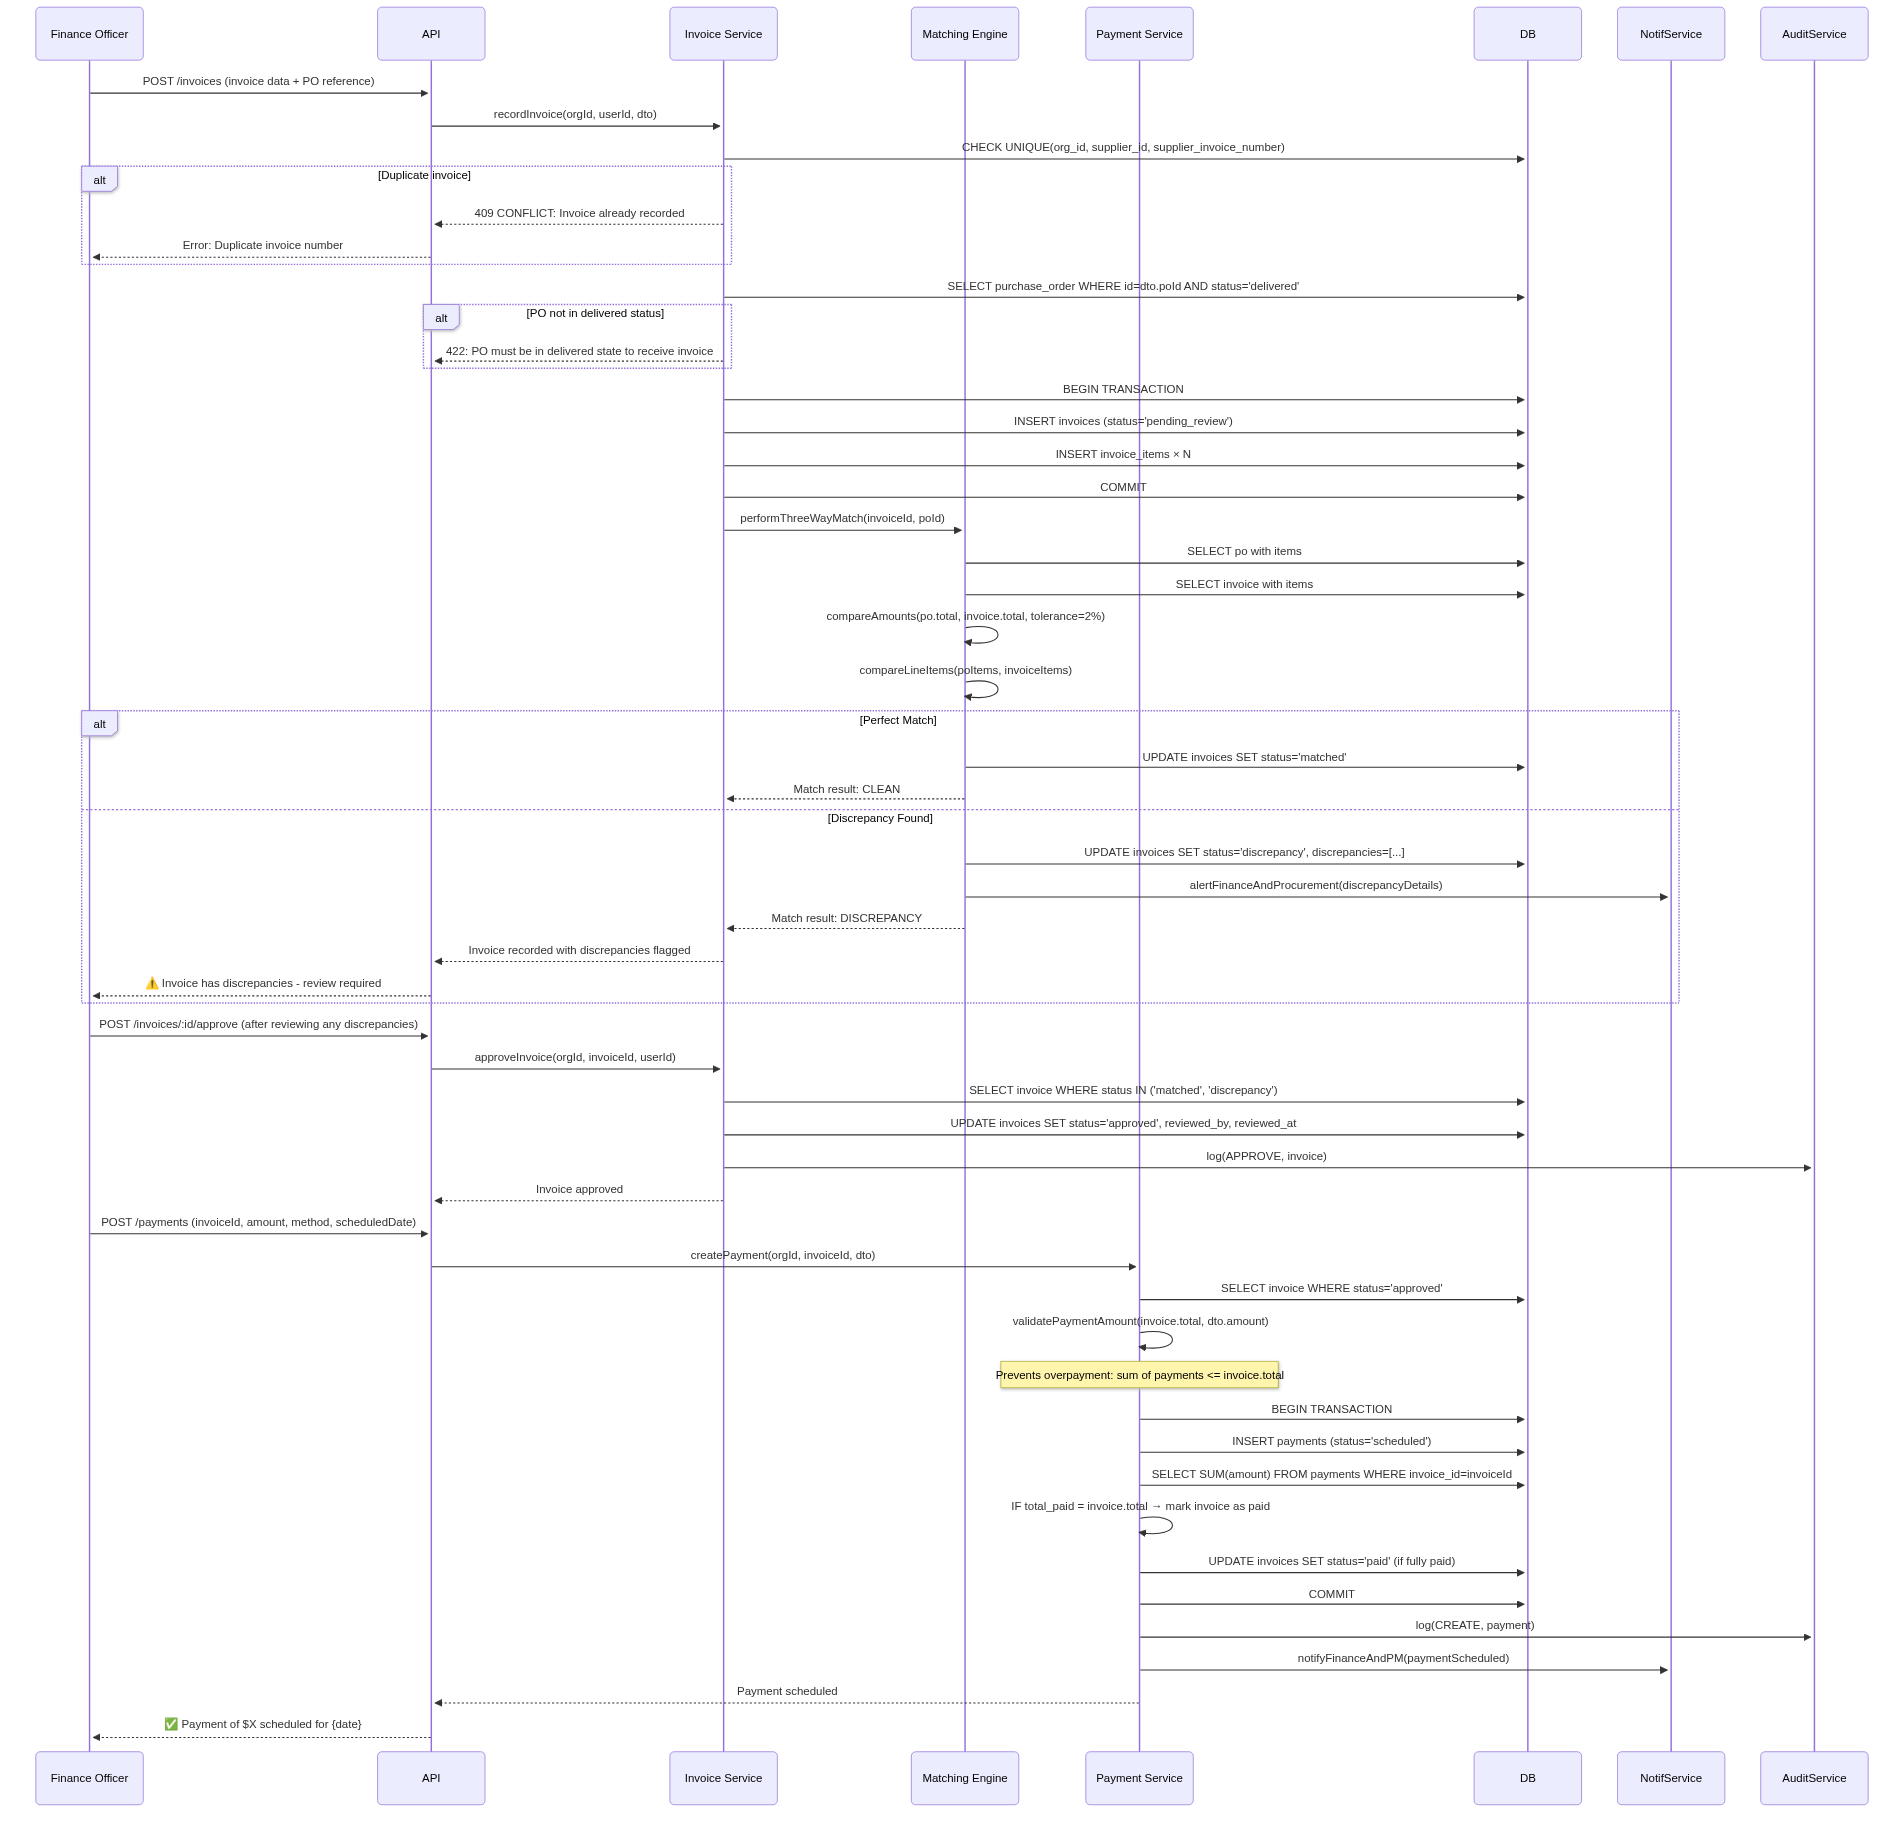 Finance Officer
API
Invoice Service
Matching Engine
Payment Service
DB
NotifService
AuditService
POST /invoices (invoice data + PO reference)
recordInvoice(orgId, userId, dto)
CHECK UNIQUE(org_id, supplier_id, supplier_invoice_number)
alt
[Duplicate invoice]
409 CONFLICT: Invoice already recorded
Error: Duplicate invoice number
SELECT purchase_order WHERE id=dto.poId AND status='delivered'
alt
[PO not in delivered status]
422: PO must be in delivered state to receive invoice
BEGIN TRANSACTION
INSERT invoices (status='pending_review')
INSERT invoice_items × N
COMMIT
performThreeWayMatch(invoiceId, poId)
SELECT po with items
SELECT invoice with items
compareAmounts(po.total, invoice.total, tolerance=2%)
compareLineItems(poItems, invoiceItems)
alt
[Perfect Match]
UPDATE invoices SET status='matched'
Match result: CLEAN
[Discrepancy Found]
UPDATE invoices SET status='discrepancy', discrepancies=[...]
alertFinanceAndProcurement(discrepancyDetails)
Match result: DISCREPANCY
Invoice recorded with discrepancies flagged
⚠️ Invoice has discrepancies - review required
POST /invoices/:id/approve (after reviewing any discrepancies)
approveInvoice(orgId, invoiceId, userId)
SELECT invoice WHERE status IN ('matched', 'discrepancy')
UPDATE invoices SET status='approved', reviewed_by, reviewed_at
log(APPROVE, invoice)
Invoice approved
POST /payments (invoiceId, amount, method, scheduledDate)
createPayment(orgId, invoiceId, dto)
SELECT invoice WHERE status='approved'
validatePaymentAmount(invoice.total, dto.amount)
Prevents overpayment: sum of payments <= invoice.total
BEGIN TRANSACTION
INSERT payments (status='scheduled')
SELECT SUM(amount) FROM payments WHERE invoice_id=invoiceId
IF total_paid = invoice.total → mark invoice as paid
UPDATE invoices SET status='paid' (if fully paid)
COMMIT
log(CREATE, payment)
notifyFinanceAndPM(paymentScheduled)
Payment scheduled
✅ Payment of $X scheduled for {date}
Finance Officer
API
Invoice Service
Matching Engine
Payment Service
DB
NotifService
AuditService